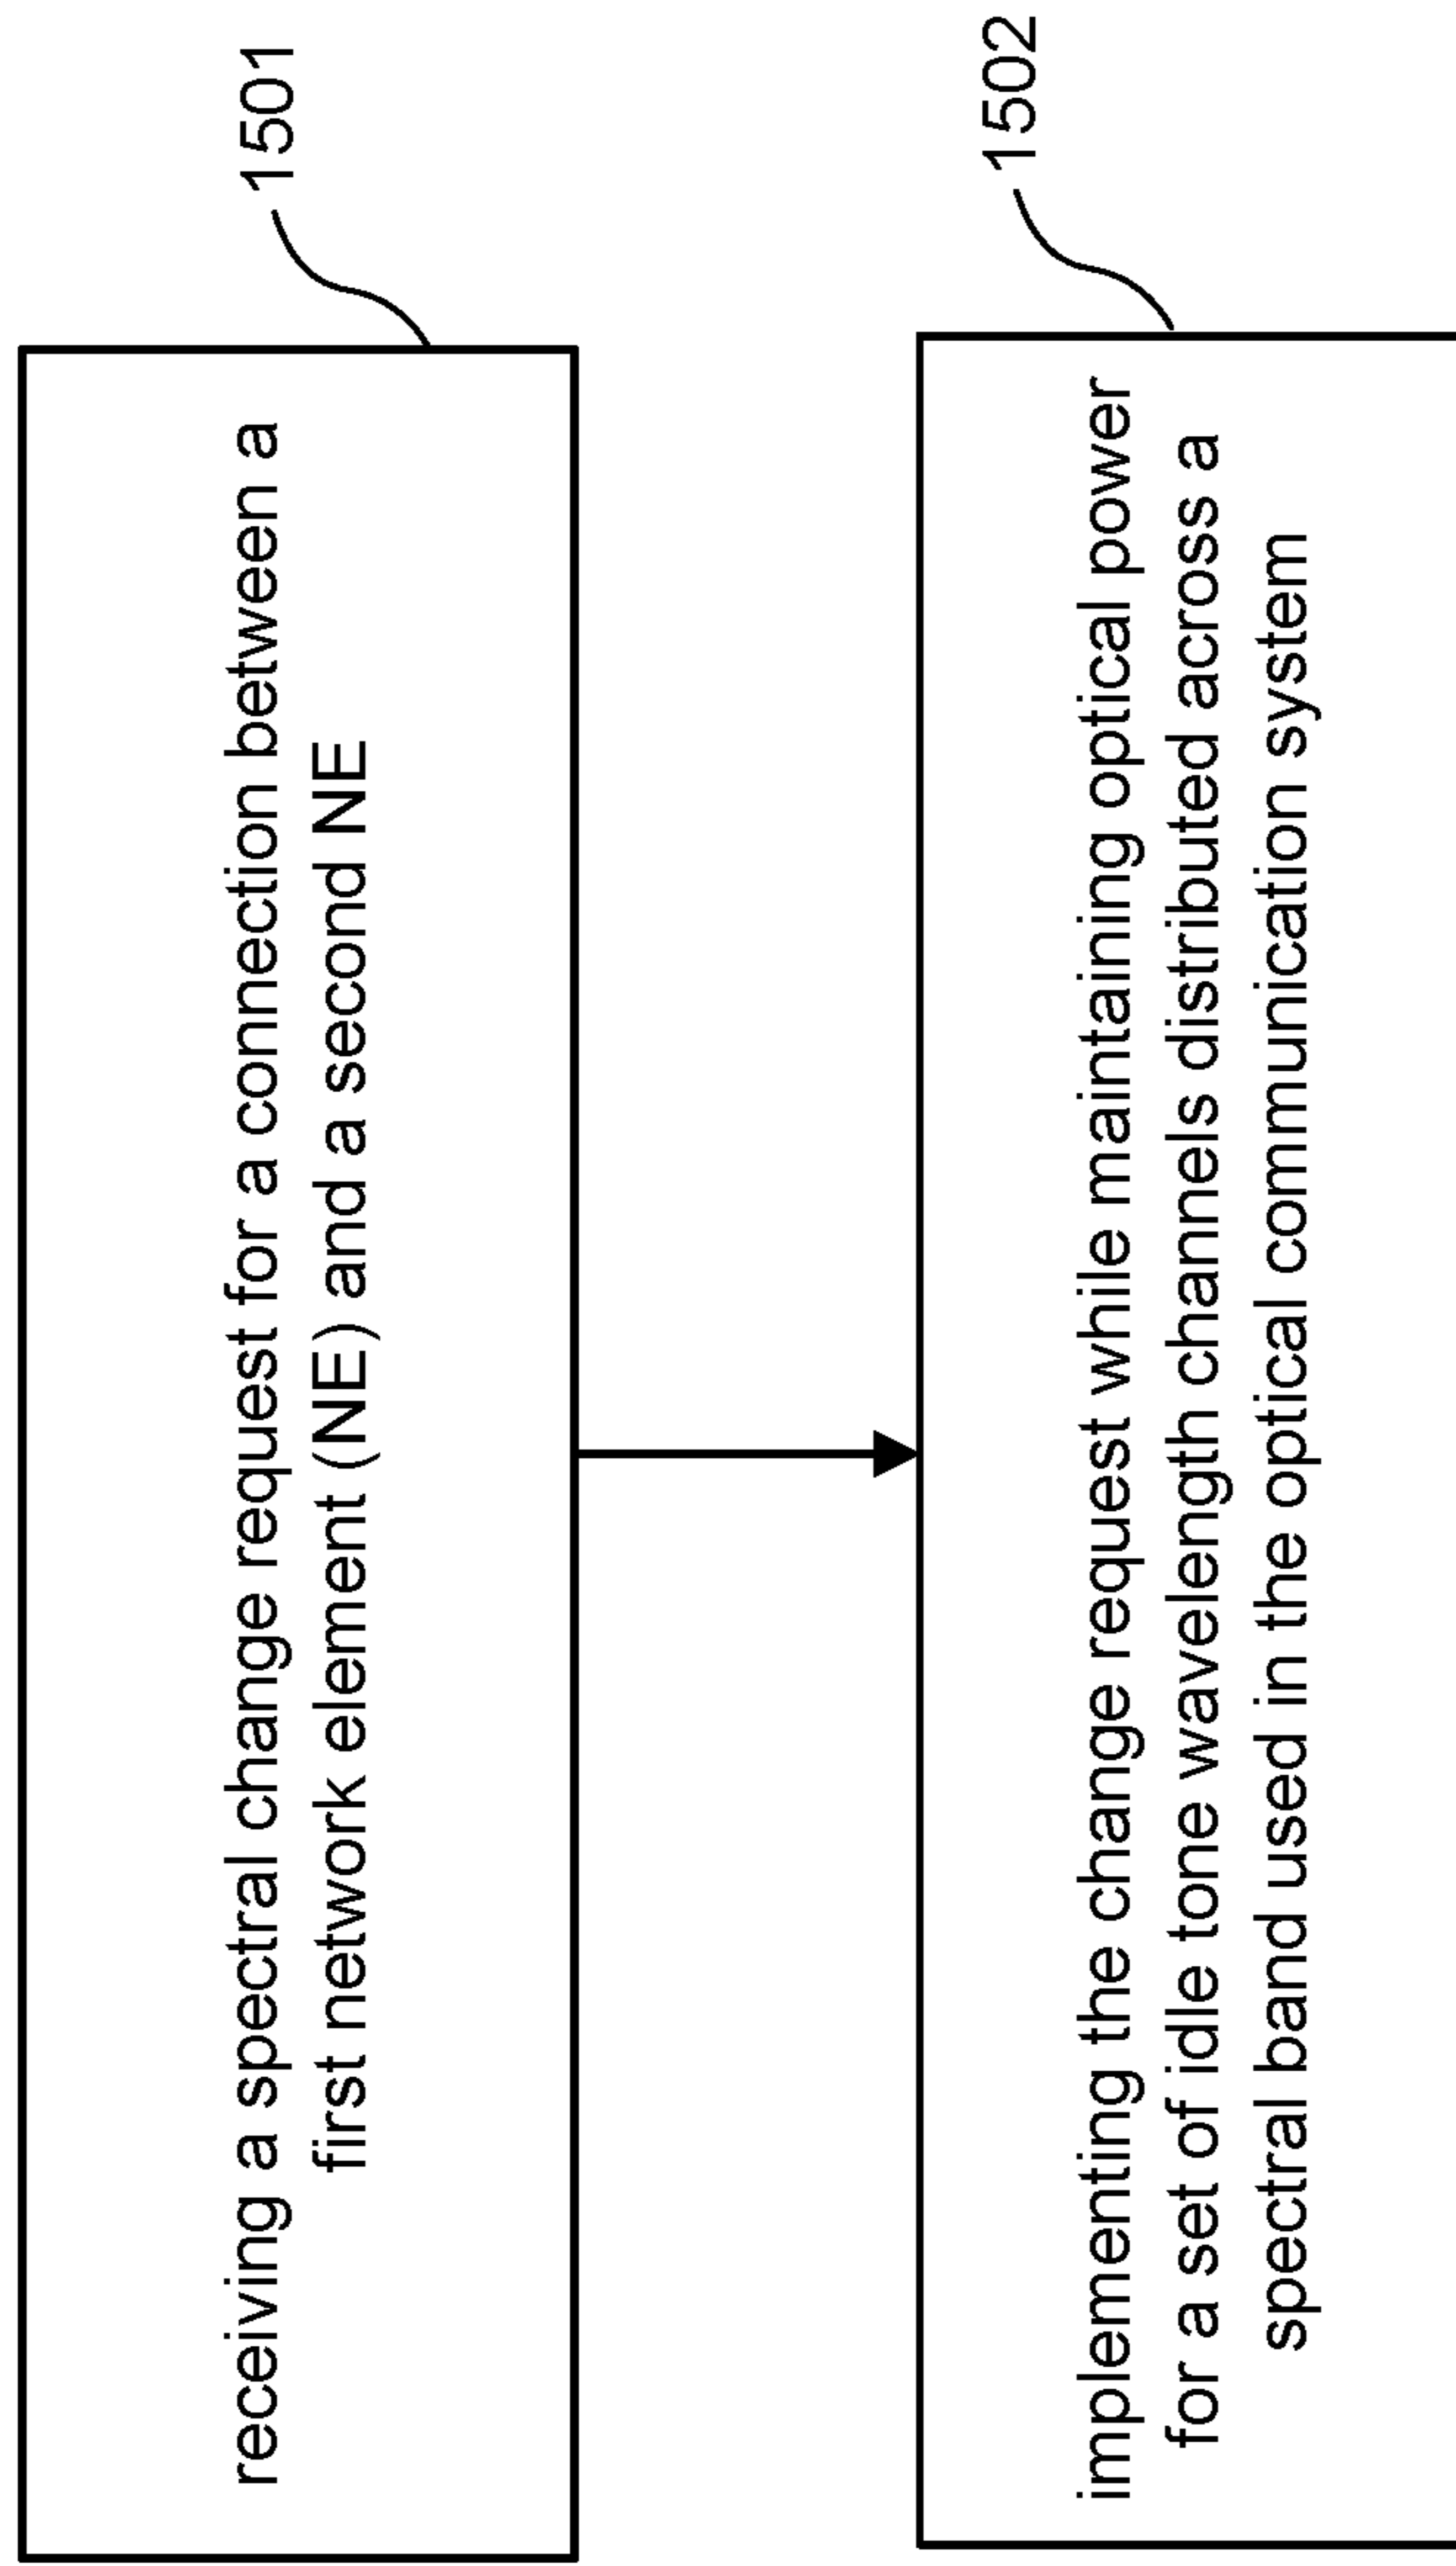 receiving a spectral change request for a connection between a
first network element (NE) and a second NE
1501
implementing the change request while maintaining optical power
for a set of idle tone wavelength channels distributed across a
spectral band used in the optical communication system
1502